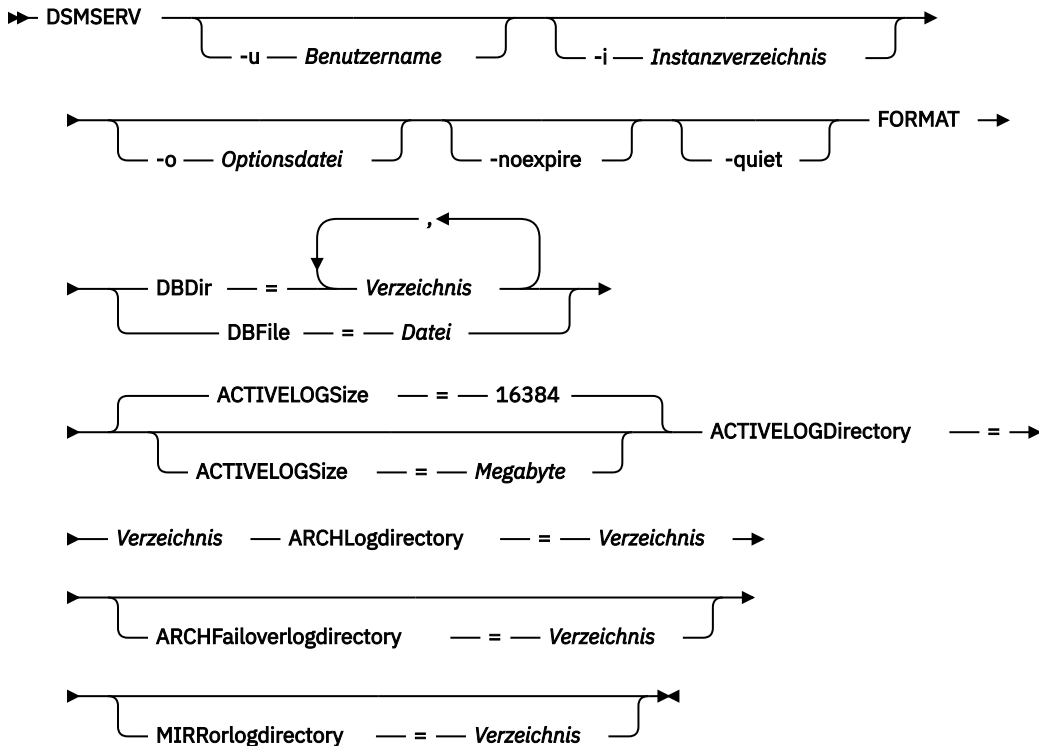 DSMSERV
-u Benutzername -i Instanzverzeichnis
FORMAT
-o Optionsdatei -noexpire -quiet
,
DBDir = Verzeichnis
DBFile = Datei
ACTIVELOGSize = 16384
ACTIVELOGDirectory =
ACTIVELOGSize = Megabyte
Verzeichnis ARCHLogdirectory = Verzeichnis
ARCHFailoverlogdirectory = Verzeichnis
MIRRorlogdirectory = Verzeichnis